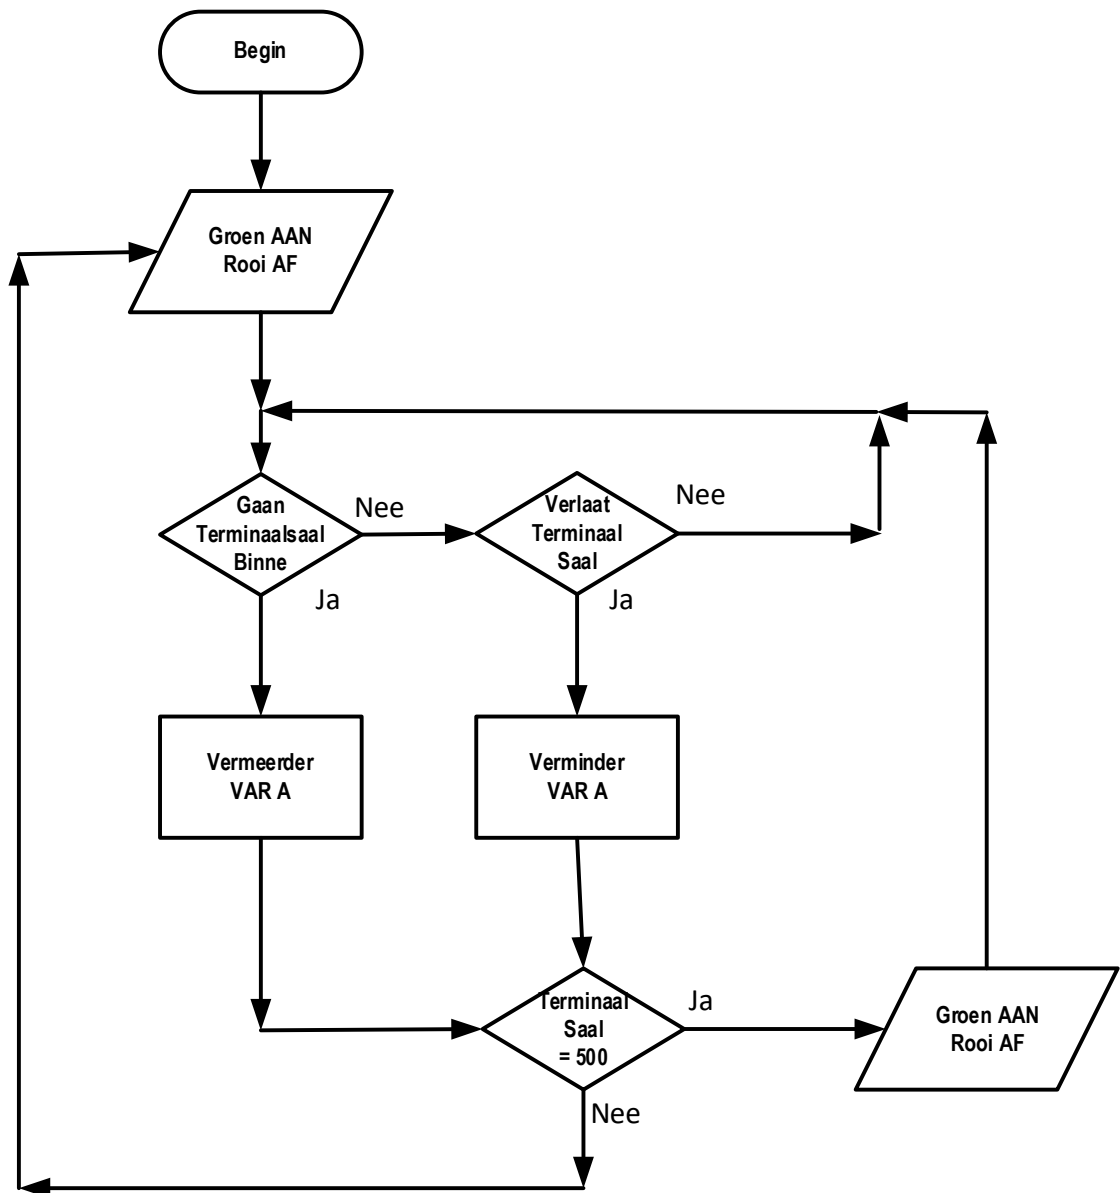 Begin
Groen AAN
Rooi AF
Gaan
Terminaalsaal
Binne
Nee
Verlaat
Terminaal
Saal
Nee
Ja
Ja
Vermeerder
VAR A
Verminder
VAR A
Terminaal
Saal
= 500
Ja
Groen AAN
Rooi AF
Nee